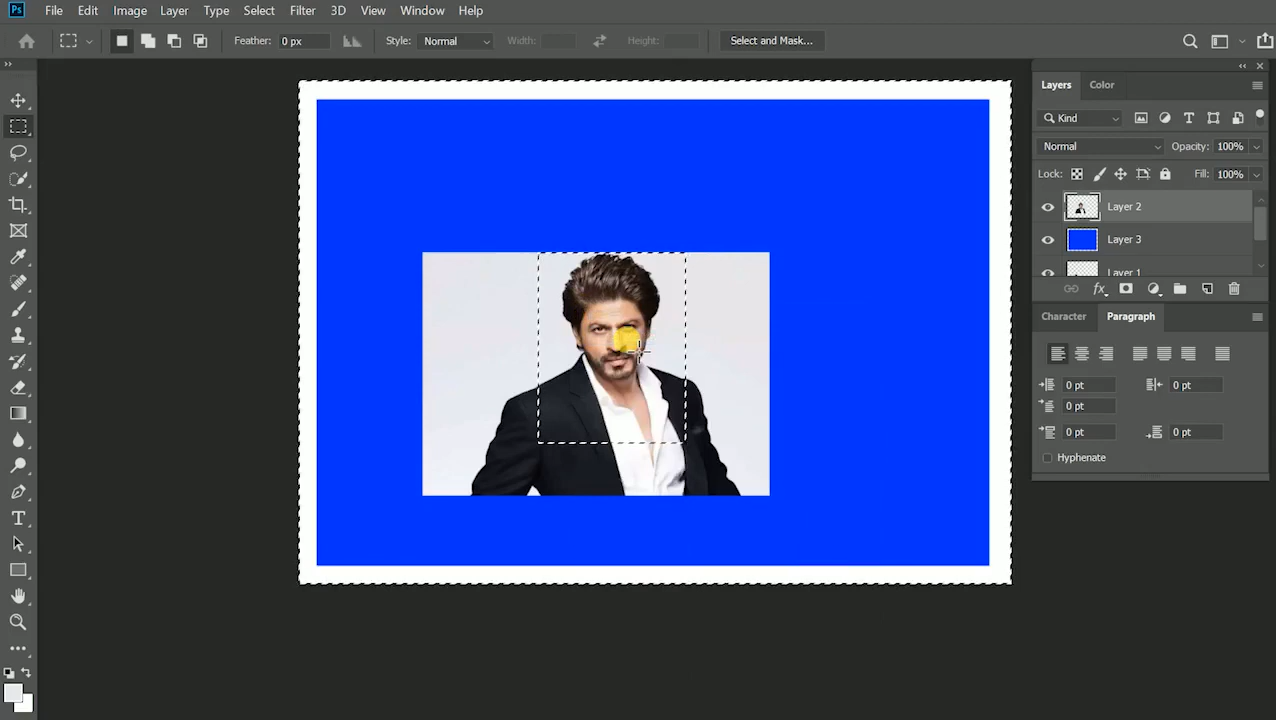 Ps File Edit Image Layer Type Select Filter 3D View Window Help
Feather: 0 px Style: Normal Width: Height: Select and Mask...
Layers Color
Kind
Normal Opacity: 100%
Lock: Fill: 100%
Layer 2
Layer 3
Layer 1
fx
Character Paragraph
0 pt 0 pt
0 pt
0 pt 0 pt
Hyphenate